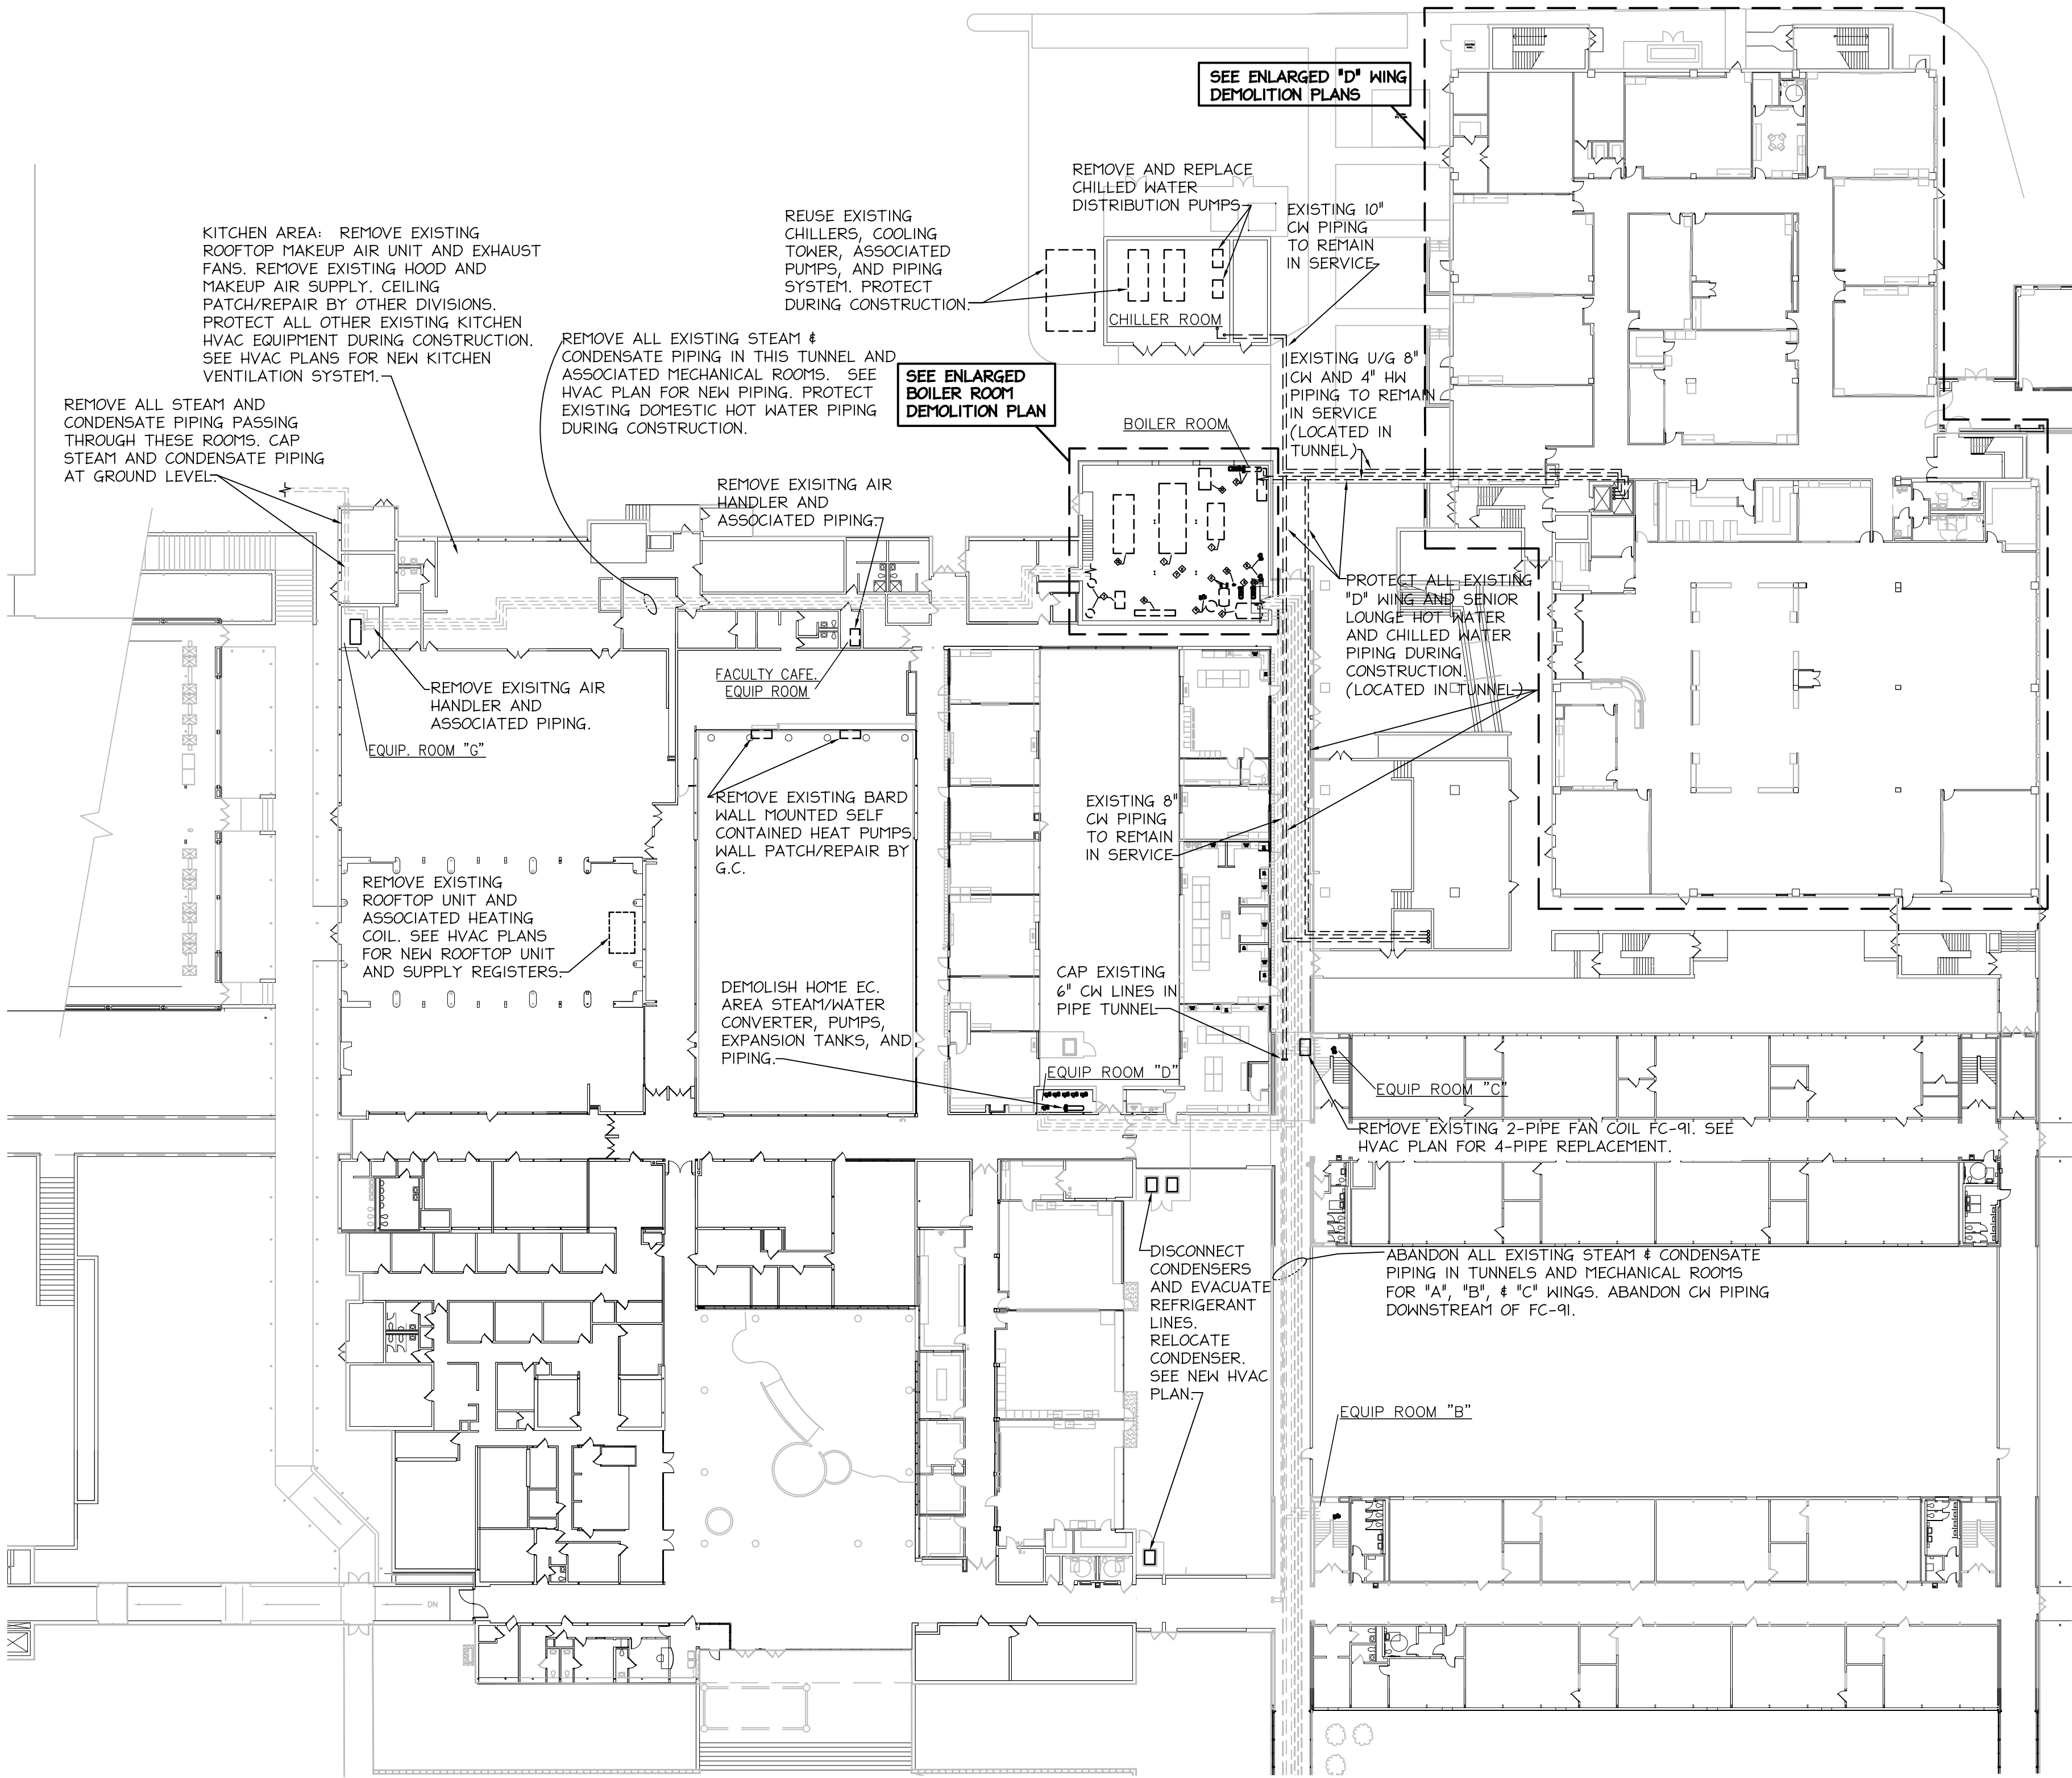 SEE ENLARGED "D" WING
DEMOLITION PLANS
REMOVE AND REPLACE
CHILLED WATER
DISTRIBUTION PUMPS
EXISTING 10"
CW PIPING
TO REMAIN
IN SERVICE
REUSE EXISTING
CHILLERS, COOLING
TOWER, ASSOCIATED
PUMPS, AND PIPING
SYSTEM. PROTECT
DURING CONSTRUCTION.
CHILLER ROOM
KITCHEN AREA: REMOVE EXISTING
ROOFTOP MAKEUP AIR UNIT AND EXHAUST
FANS. REMOVE EXISTING HOOD AND
MAKEUP AIR SUPPLY. CEILING
PATCH/REPAIR BY OTHER DIVISIONS.
PROTECT ALL OTHER EXISTING KITCHEN
HVAC EQUIPMENT DURING CONSTRUCTION.
SEE HVAC PLANS FOR NEW KITCHEN
VENTILATION SYSTEM.
REMOVE ALL EXISTING STEAM &
CONDENSATE PIPING IN THIS TUNNEL AND
ASSOCIATED MECHANICAL ROOMS. SEE
HVAC PLAN FOR NEW PIPING. PROTECT
EXISTING DOMESTIC HOT WATER PIPING
DURING CONSTRUCTION.
SEE ENLARGED
BOILER ROOM
DEMOLITION PLAN
EXISTING U/G 8"
CW AND 4" HW
PIPING TO REMAIN
IN SERVICE
(LOCATED IN
TUNNEL)
BOILER ROOM
REMOVE ALL STEAM AND
CONDENSATE PIPING PASSING
THROUGH THESE ROOMS. CAP
STEAM AND CONDENSATE PIPING
AT GROUND LEVEL.
REMOVE EXISITNG AIR
HANDLER AND
ASSOCIATED PIPING.
PROTECT ALL EXISTING
"D" WING AND SENIOR
LOUNGE HOT WATER
AND CHILLED WATER
PIPING DURING
CONSTRUCTION.
(LOCATED IN TUNNEL)
FACULTY CAFE.
EQUIP ROOM
REMOVE EXISITNG AIR
HANDLER AND
ASSOCIATED PIPING.
EQUIP. ROOM "G"
REMOVE EXISTING BARD
WALL MOUNTED SELF
CONTAINED HEAT PUMPS
WALL PATCH/REPAIR BY
G.C.
EXISTING 8"
CW PIPING
TO REMAIN
IN SERVICE
REMOVE EXISTING
ROOFTOP UNIT AND
ASSOCIATED HEATING
COIL. SEE HVAC PLANS
FOR NEW ROOFTOP UNIT
AND SUPPLY REGISTERS.
DEMOLISH HOME EC.
AREA STEAM/WATER
CONVERTER, PUMPS,
EXPANSION TANKS, AND
PIPING.
CAP EXISTING
6" CW LINES IN
PIPE TUNNEL
EQUIP ROOM "D"
EQUIP ROOM "C"
REMOVE EXISTING 2-PIPE FAN COIL FC-91. SEE
HVAC PLAN FOR 4-PIPE REPLACEMENT.
DISCONNECT
CONDENSERS
AND EVACUATE
REFRIGERANT
LINES.
RELOCATE
CONDENSER.
SEE NEW HVAC
PLAN.
ABANDON ALL EXISTING STEAM & CONDENSATE
PIPING IN TUNNELS AND MECHANICAL ROOMS
FOR "A", "B", & "C" WINGS. ABANDON CW PIPING
DOWNSTREAM OF FC-91.
EQUIP ROOM "B"
DN